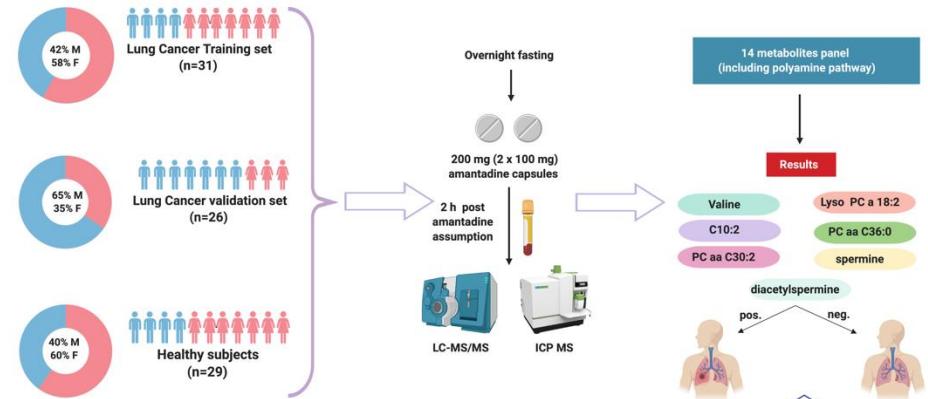 42% M
58% F
Lung Cancer Training set
(n=31)
65% M
35% F
Lung Cancer validation set
(n=26)
40% M
60% F
Healthy subjects
(n=29)
Overnight fasting
200 mg (2 x 100 mg)
amantadine capsules
2 h post
amantadine
assumption
LC-MS/MS
ICP MS
14 metabolites panel
(including polyamine pathway)
Results
Valine
Lyso PC a 18:2
C10:2
PC aa C36:0
PC aa C30:2
spermine
diacetylspermine
pos.
neg.